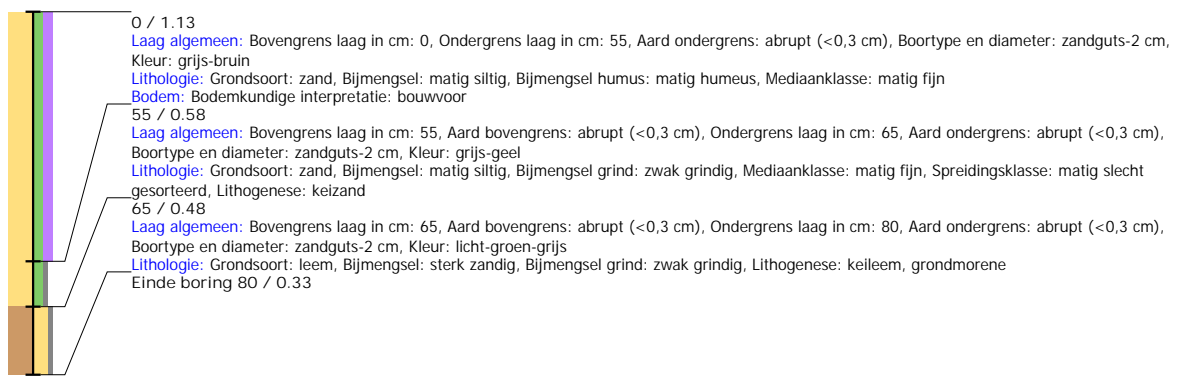 0 / 1.13
Laag algemeen: Bovengrens laag in cm: 0, Ondergrens laag in cm: 55, Aard ondergrens: abrupt (<0,3 cm), Boortype en diameter: zandguts-2 cm,
Kleur: grijs-bruin
Lithologie: Grondsoort: zand, Bijmengsel: matig siltig, Bijmengsel humus: matig humeus, Mediaanklasse: matig fijn
Bodem: Bodemkundige interpretatie: bouwvoor
55 / 0.58
Laag algemeen: Bovengrens laag in cm: 55, Aard bovengrens: abrupt (<0,3 cm), Ondergrens laag in cm: 65, Aard ondergrens: abrupt (<0,3 cm),
Boortype en diameter: zandguts-2 cm, Kleur: grijs-geel
Lithologie: Grondsoort: zand, Bijmengsel: matig siltig, Bijmengsel grind: zwak grindig, Mediaanklasse: matig fijn, Spreidingsklasse: matig slecht
gesorteerd, Lithogenese: keizand
65 / 0.48
Laag algemeen: Bovengrens laag in cm: 65, Aard bovengrens: abrupt (<0,3 cm), Ondergrens laag in cm: 80, Aard ondergrens: abrupt (<0,3 cm),
Boortype en diameter: zandguts-2 cm, Kleur: licht-groen-grijs
Lithologie: Grondsoort: leem, Bijmengsel: sterk zandig, Bijmengsel grind: zwak grindig, Lithogenese: keileem, grondmorene
Einde boring 80 / 0.33